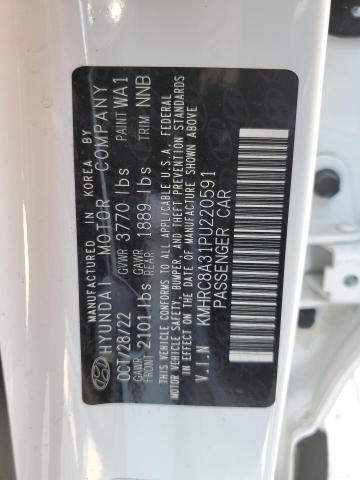 MANUFACTURED IN KOREA BY
HYUNDAI MOTOR COMPANY
OCT/28/22 GVWR 3770 lbs PAINT WA1
GAWR FRONT 2101 lbs GAWR REAR 1889 lbs TRIM NNB
THIS VEHICLE CONFORMS TO ALL APPLICABLE U.S.A. FEDERAL
MOTOR VEHICLE SAFETY, BUMPER, AND THEFT PREVENTION STANDARDS
IN EFFECT ON THE DATE OF MANUFACTURE SHOWN ABOVE
V.I.N KMHRC8A31PU220591
PASSENGER CAR